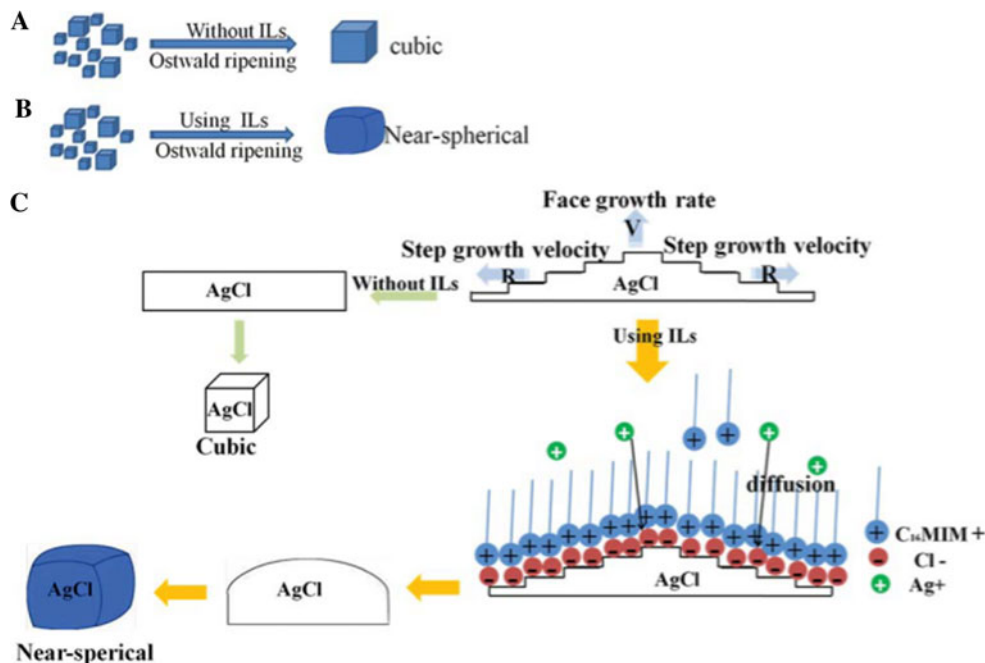 A
Without ILs
Ostwald ripening
cubic
B
Using ILs
Ostwald ripening
Near-spherical
C
Face growth rate
V
Step growth velocity
Step growth velocity
R
R
AgCl
Without ILs
AgCl
Using ILs
AgCl
Cubic
diffusion
C₁₆MIM +
Cl -
Ag+
AgCl
AgCl
AgCl
Near-sperical